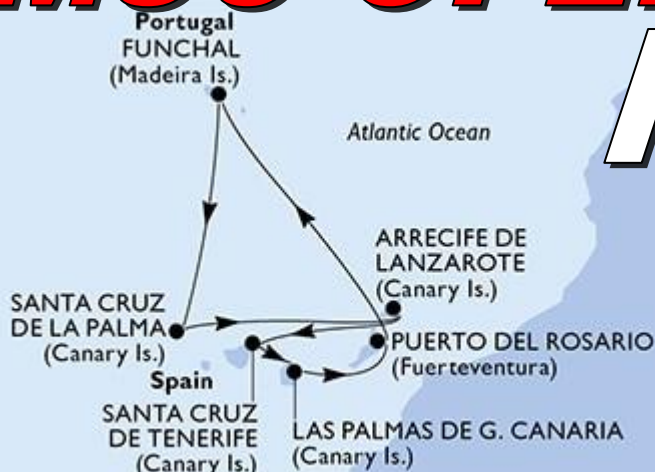 Portugal
FUNCHAL
(Madeira Is.)
Atlantic Ocean
ARRECIFE DE
LANZAROTE
(Canary Is.)
SANTA CRUZ
DE LA PALMA
(Canary Is.)
PUERTO DEL ROSARIO
(Fuerteventura)
Spain
SANTA CRUZ
DE TENERIFE
(Canary Is.)
LAS PALMAS DE G. CANARIA
(Canary Is.)